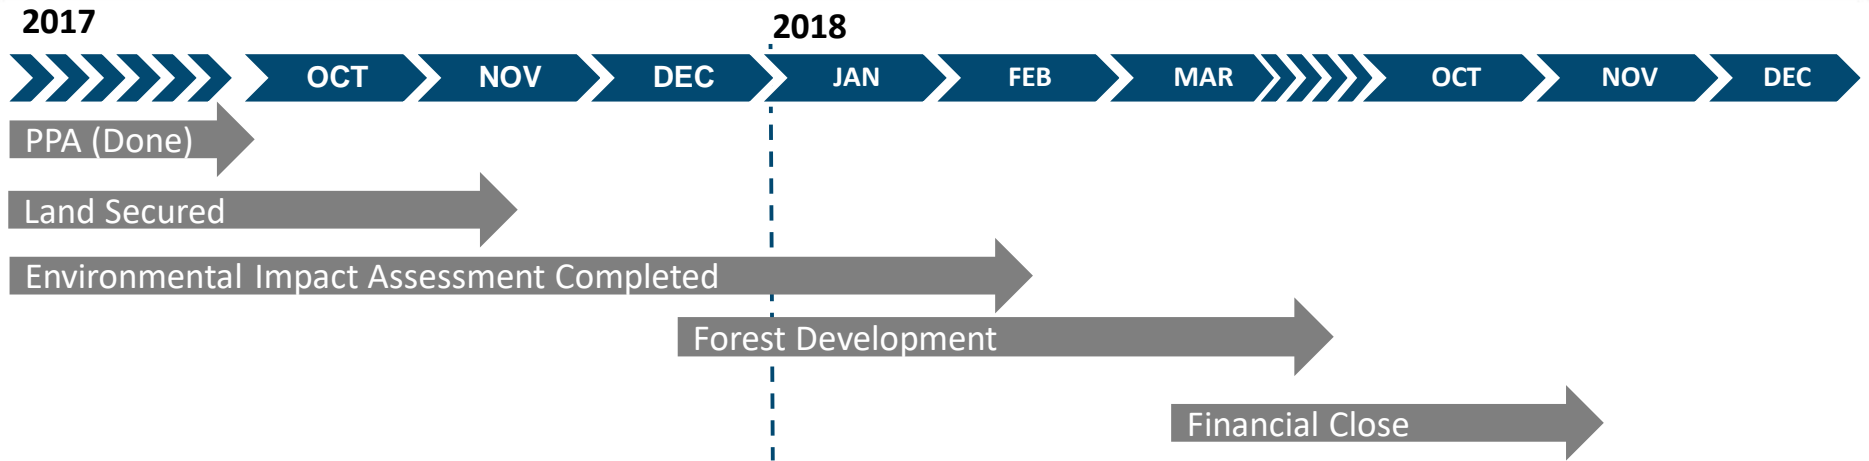 2017
2018
OCT NOV DEC JAN FEB MAR OCT NOV DEC
PPA (Done)
Land Secured
Environmental Impact Assessment Completed
Forest Development
Financial Close